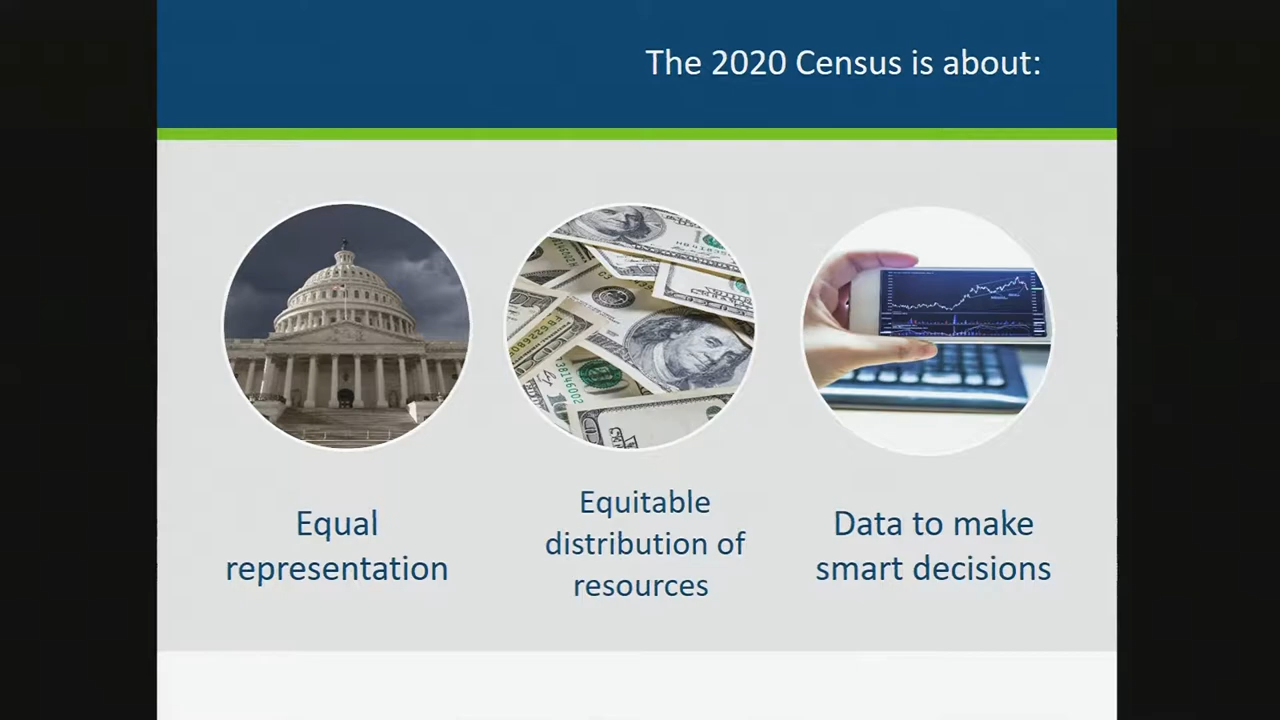 The 2020 Census is about:
Equal
representation
Equitable
distribution of
resources
Data to make
smart decisions